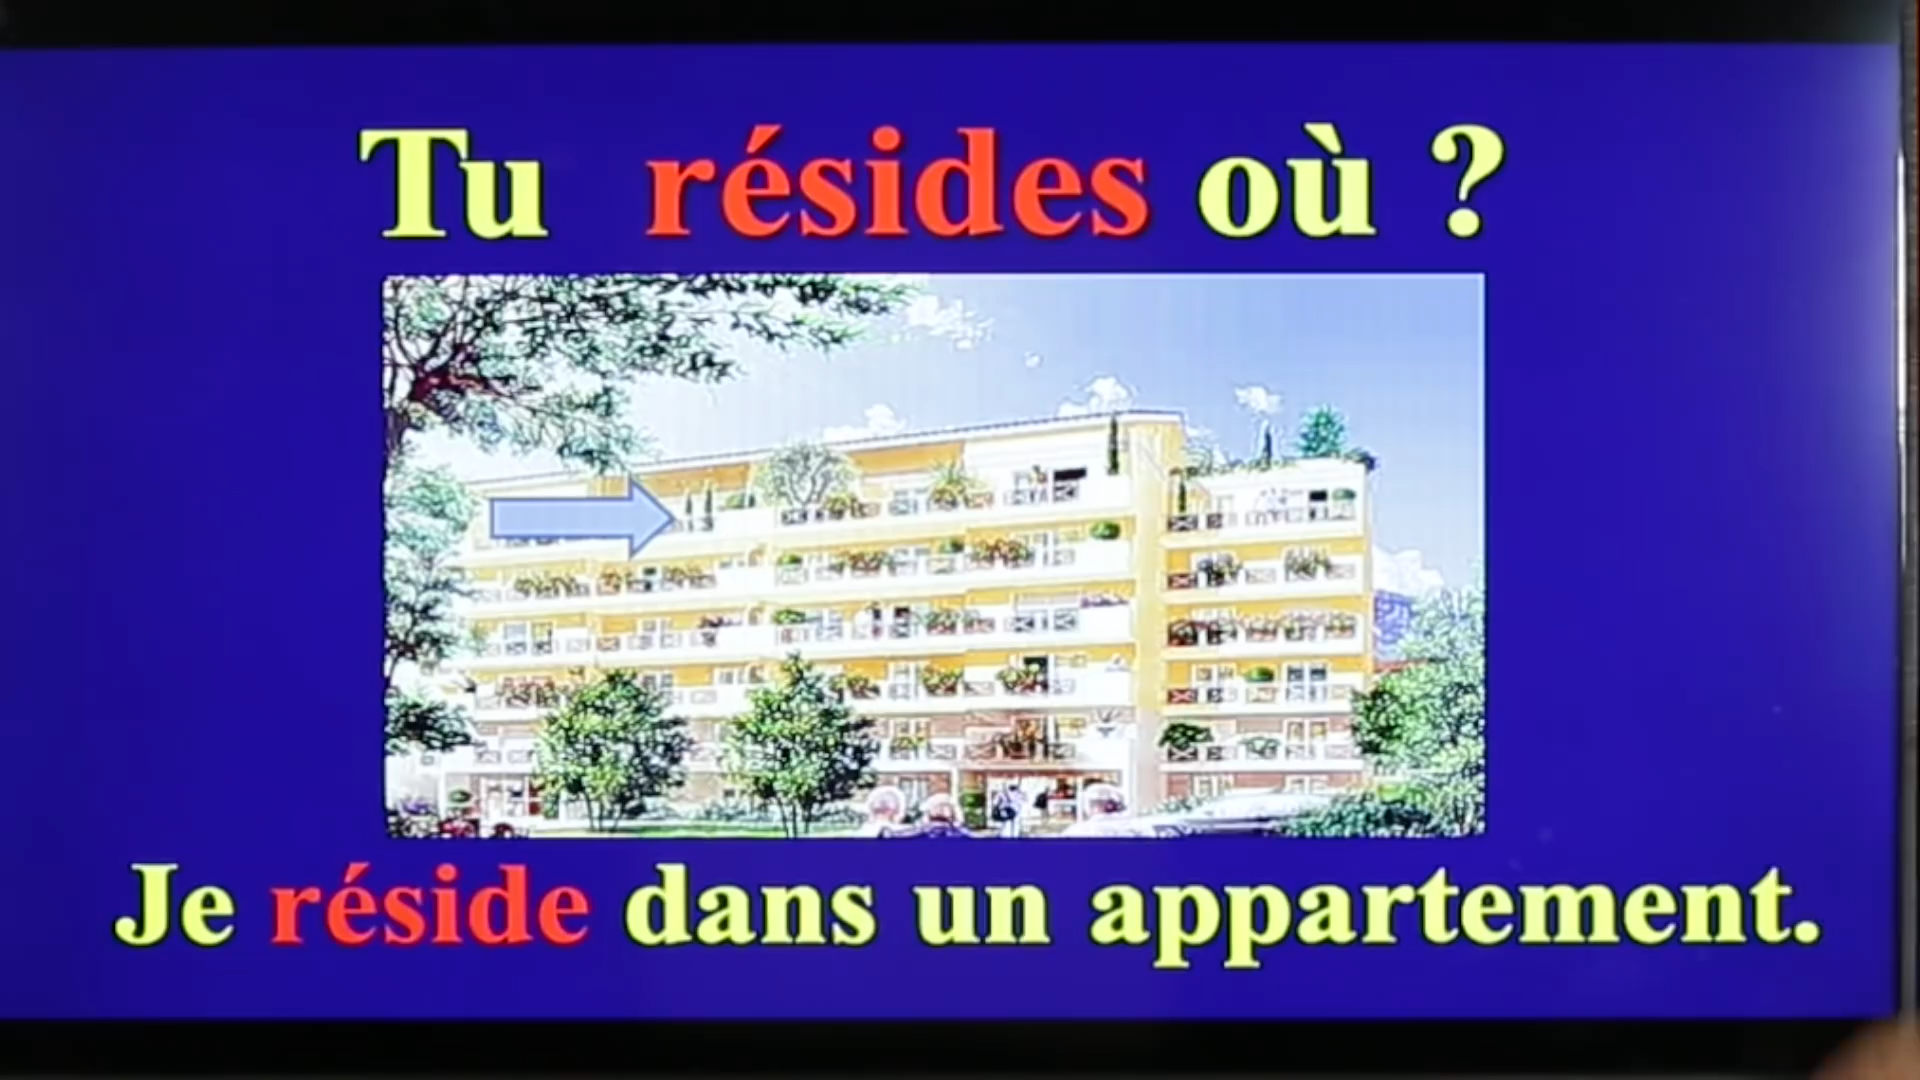 Tu résides où ?
Je réside dans un appartement.